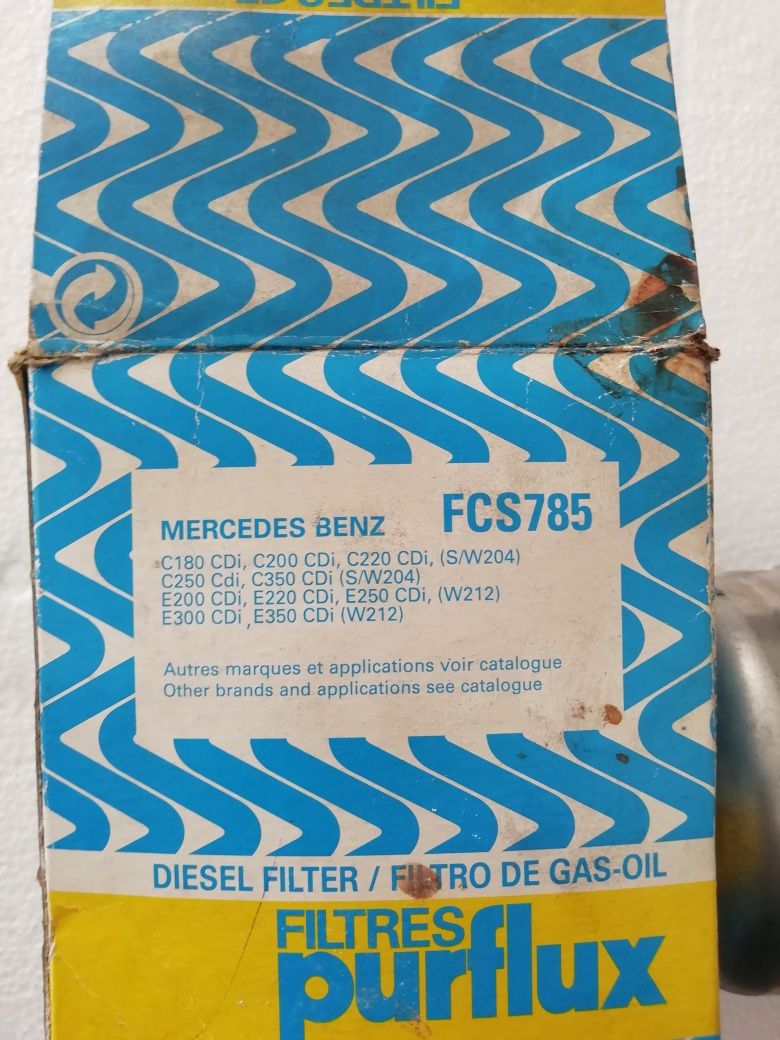 MERCEDES BENZ FCS785
C180 CDi, C200 CDi, C220 CDi, (S/W204)
C250 Cdi, C350 CDi (S/W204)
E200 CDi, E220 CDi, E250 CDi, (W212)
E300 CDi, E350 CDi (W212)
Autres marques et applications voir catalogue
Other brands and applications see catalogue
DIESEL FILTER / FILTRO DE GAS-OIL
FILTRES
purflux